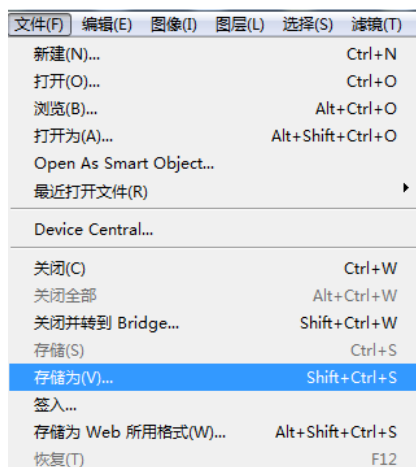 文件(F) 编辑(E) 图像(I) 图层(L) 选择(S) 滤镜(T)
新建(N)... Ctrl+N
打开(O)... Ctrl+O
浏览(B)... Alt+Ctrl+O
打开为(A)... Alt+Shift+Ctrl+O
Open As Smart Object...
最近打开文件(R)
Device Central...
关闭(C) Ctrl+W
关闭全部 Alt+Ctrl+W
关闭并转到 Bridge... Shift+Ctrl+W
存储(S) Ctrl+S
存储为(V)... Shift+Ctrl+S
签入...
存储为 Web 所用格式(W)... Alt+Shift+Ctrl+S
恢复(T) F12